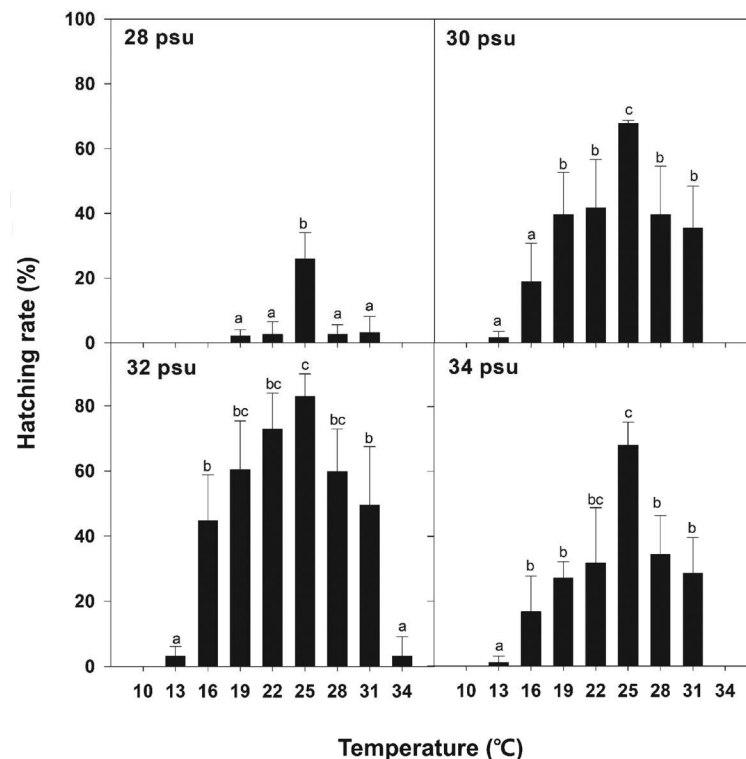 100
80
60
40
20
0
80
60
40
20
0
Hatching rate (%)
28 psu
a a b a a
30 psu
a a b b c b b
32 psu
a b bc bc c bc b a
34 psu
a b b bc c b b
10 13 16 19 22 25 28 31 34
10 13 16 19 22 25 28 31 34
Temperature (℃)